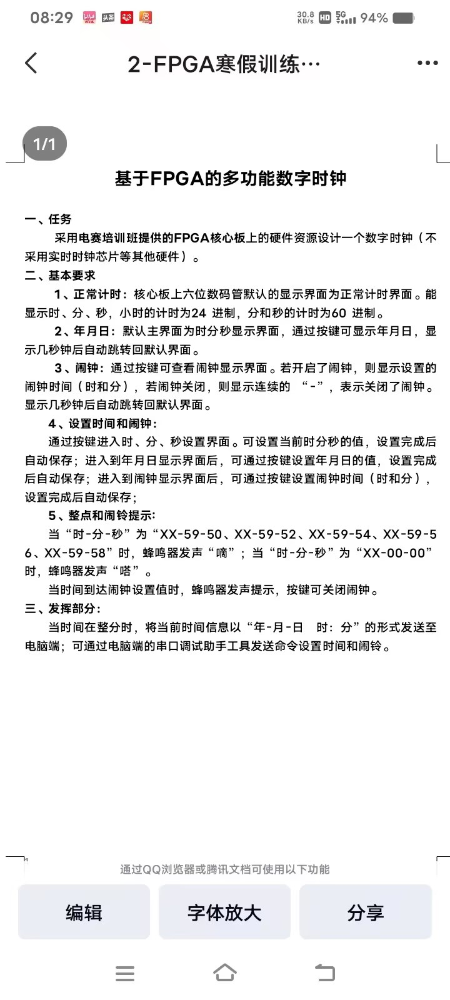 08:29
头条
30.8
KB/s
HD
5G
94%
2-FPGA寒假训练…
1/1
基于FPGA的多功能数字时钟
一、任务
采用电赛培训班提供的FPGA核心板上的硬件资源设计一个数字时钟（不
采用实时时钟芯片等其他硬件）。
二、基本要求
1、正常计时：核心板上六位数码管默认的显示界面为正常计时界面。能
显示时、分、秒，小时的计时为24 进制，分和秒的计时为60 进制。
2、年月日：默认主界面为时分秒显示界面，通过按键可显示年月日，显
示几秒钟后自动跳转回默认界面。
3、闹钟：通过按键可查看闹钟显示界面。若开启了闹钟，则显示设置的
闹钟时间（时和分），若闹钟关闭，则显示连续的 “-”，表示关闭了闹钟。
显示几秒钟后自动跳转回默认界面。
4、设置时间和闹钟：
通过按键进入时、分、秒设置界面。可设置当前时分秒的值，设置完成后
自动保存；进入到年月日显示界面后，可通过按键设置年月日的值，设置完成
后自动保存；进入到闹钟显示界面后，可通过按键设置闹钟时间（时和分），
设置完成后自动保存；
5、整点和闹铃提示：
当“时-分-秒”为“XX-59-50、XX-59-52、XX-59-54、XX-59-5
6、XX-59-58”时，蜂鸣器发声“嘀”；当“时-分-秒”为“XX-00-00”
时，蜂鸣器发声“嗒”。
当时间到达闹钟设置值时，蜂鸣器发声提示，按键可关闭闹钟。
三、发挥部分：
当时间在整分时，将当前时间信息以“年-月-日　时：分”的形式发送至
电脑端；可通过电脑端的串口调试助手工具发送命令设置时间和闹铃。
通过QQ浏览器或腾讯文档可使用以下功能
编辑
字体放大
分享